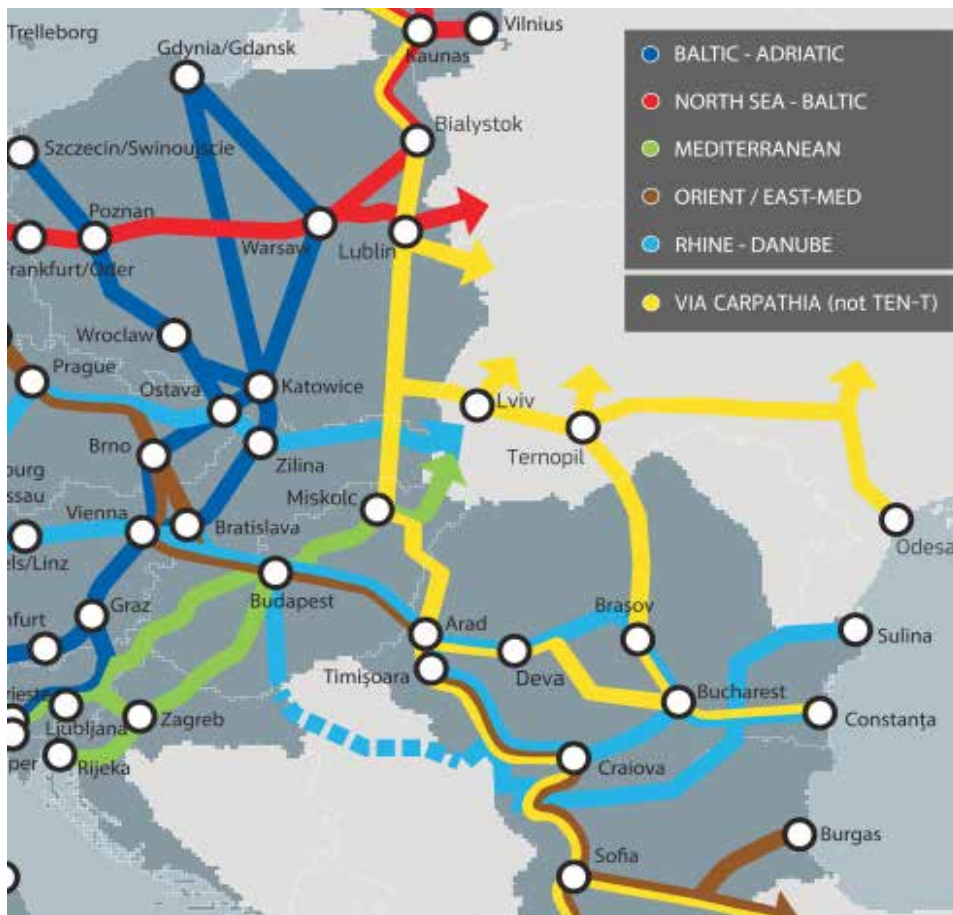 Trelleborg
Gdynia/Gdansk
Vilnius
Kaunas
BALTIC - ADRIATIC
NORTH SEA - BALTIC
MEDITERRANEAN
ORIENT / EAST-MED
RHINE - DANUBE
VIA CARPATHIA (not TEN-T)
Bialystok
Szczecin/Swinoujscie
Poznan
Warsaw
Lublin
Frankfurt/Oder
Wroclaw
Prague
Ostava
Katowice
Lviv
Ternopil
Brno
Zilina
Miskolc
Vienna
Bratislava
Odesa
Budapest
Graz
Arad
Brașov
Sulina
Timișoara
Deva
Bucharest
Constanța
Ljubljana
Zagreb
Rijeka
Craiova
Sofia
Burgas